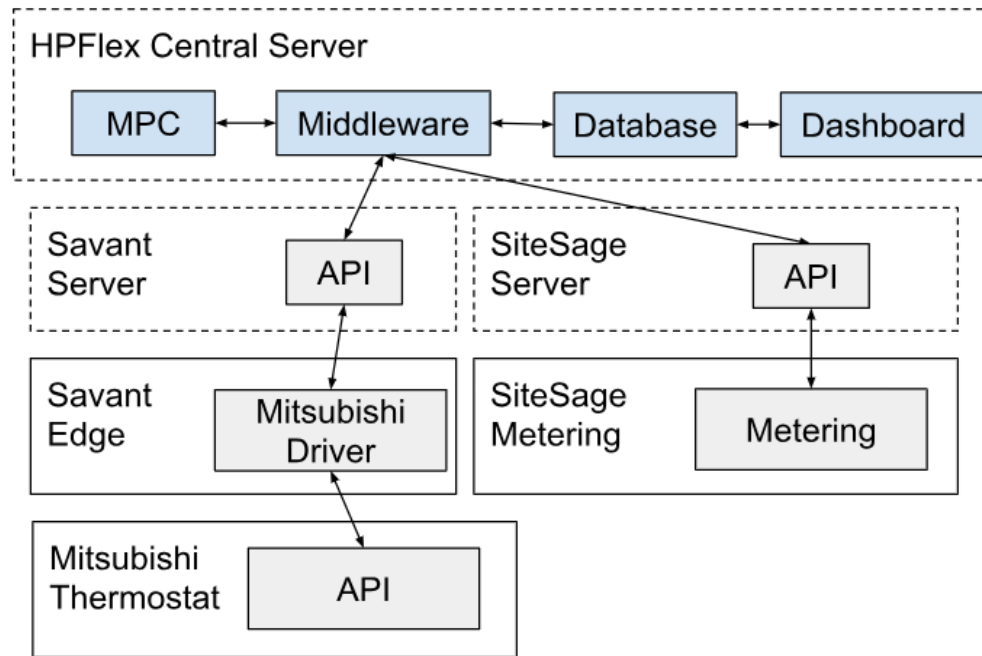 HPFlex Central Server
MPC
Middleware
Database
Dashboard
Savant
Server
API
SiteSage
Server
API
Savant
Edge
Mitsubishi
Driver
SiteSage
Metering
Metering
Mitsubishi
Thermostat
API